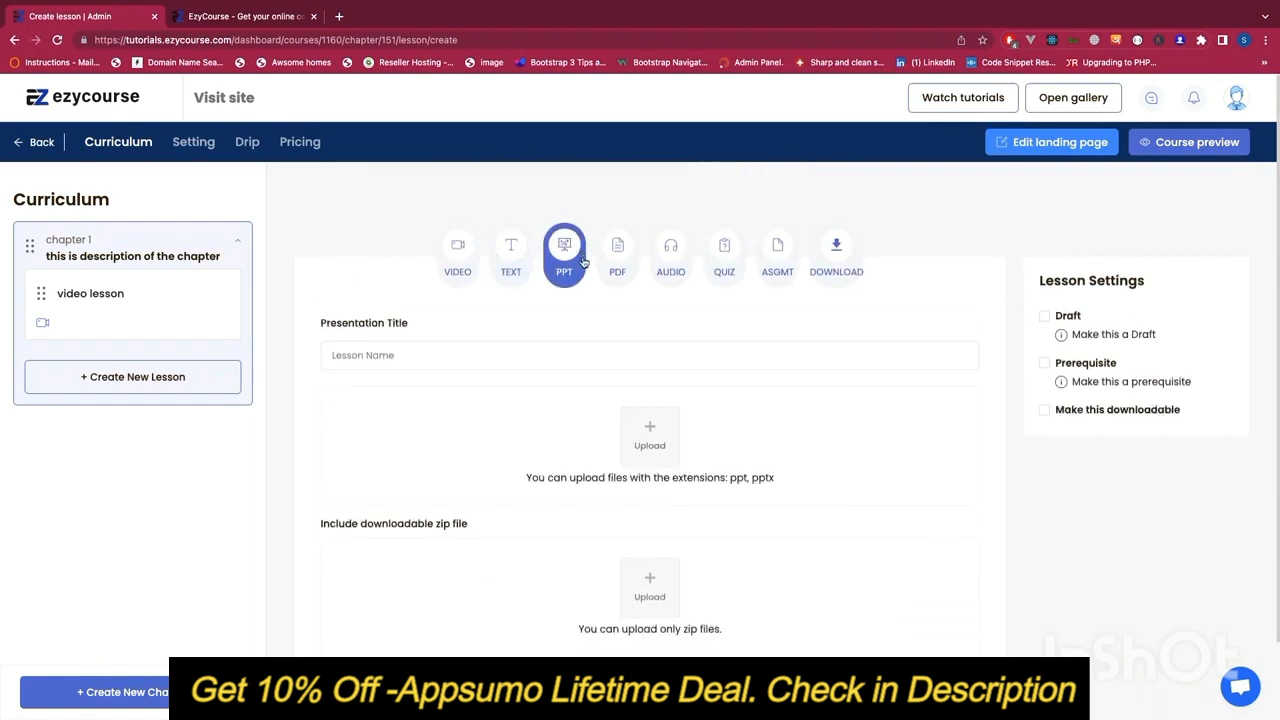 Create lesson | Admin
EzyCourse - Get your online co
https://tutorials.ezycourse.com/dashboard/courses/1160/chapter/151/lesson/create
Instructions - Mail...
Domain Name Sea...
Awsome homes
Reseller Hosting -...
image
Bootstrap 3 Tips a...
Bootstrap Navigat...
Admin Panel.
Sharp and clean s...
(1) LinkedIn
Code Snippet Res...
Upgrading to PHP...
ezycourse
Visit site
Watch tutorials
Open gallery
Back
Curriculum
Setting
Drip
Pricing
Edit landing page
Course preview
Curriculum
chapter 1
this is description of the chapter
video lesson
+ Create New Lesson
VIDEO
TEXT
PPT
PDF
AUDIO
QUIZ
ASGMT
DOWNLOAD
Presentation Title
Lesson Name
Upload
You can upload files with the extensions: ppt, pptx
Include downloadable zip file
Upload
You can upload only zip files.
Lesson Settings
Draft
Make this a Draft
Prerequisite
Make this a prerequisite
Make this downloadable
+ Create New Cha
InShOt
Get 10% Off -Appsumo Lifetime Deal. Check in Description